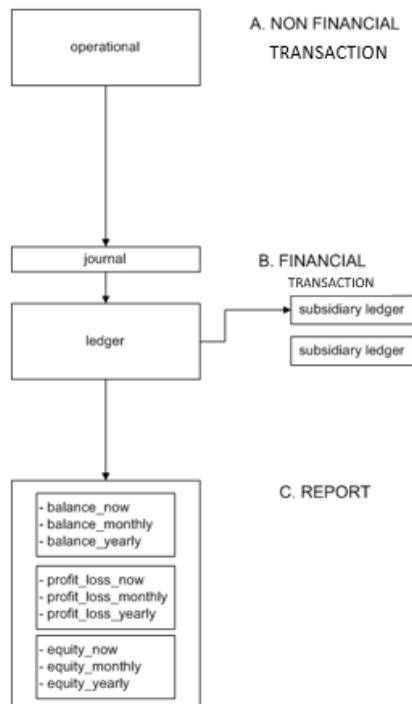 A. NON FINANCIAL
TRANSACTION
operational
journal
B. FINANCIAL
TRANSACTION
subsidiary ledger
ledger
subsidiary ledger
C. REPORT
- balance_now
- balance_monthly
- balance_yearly
- profit_loss_now
- profit_loss_monthly
- profit_loss_yearly
- equity_now
- equity_monthly
- equity_yearly